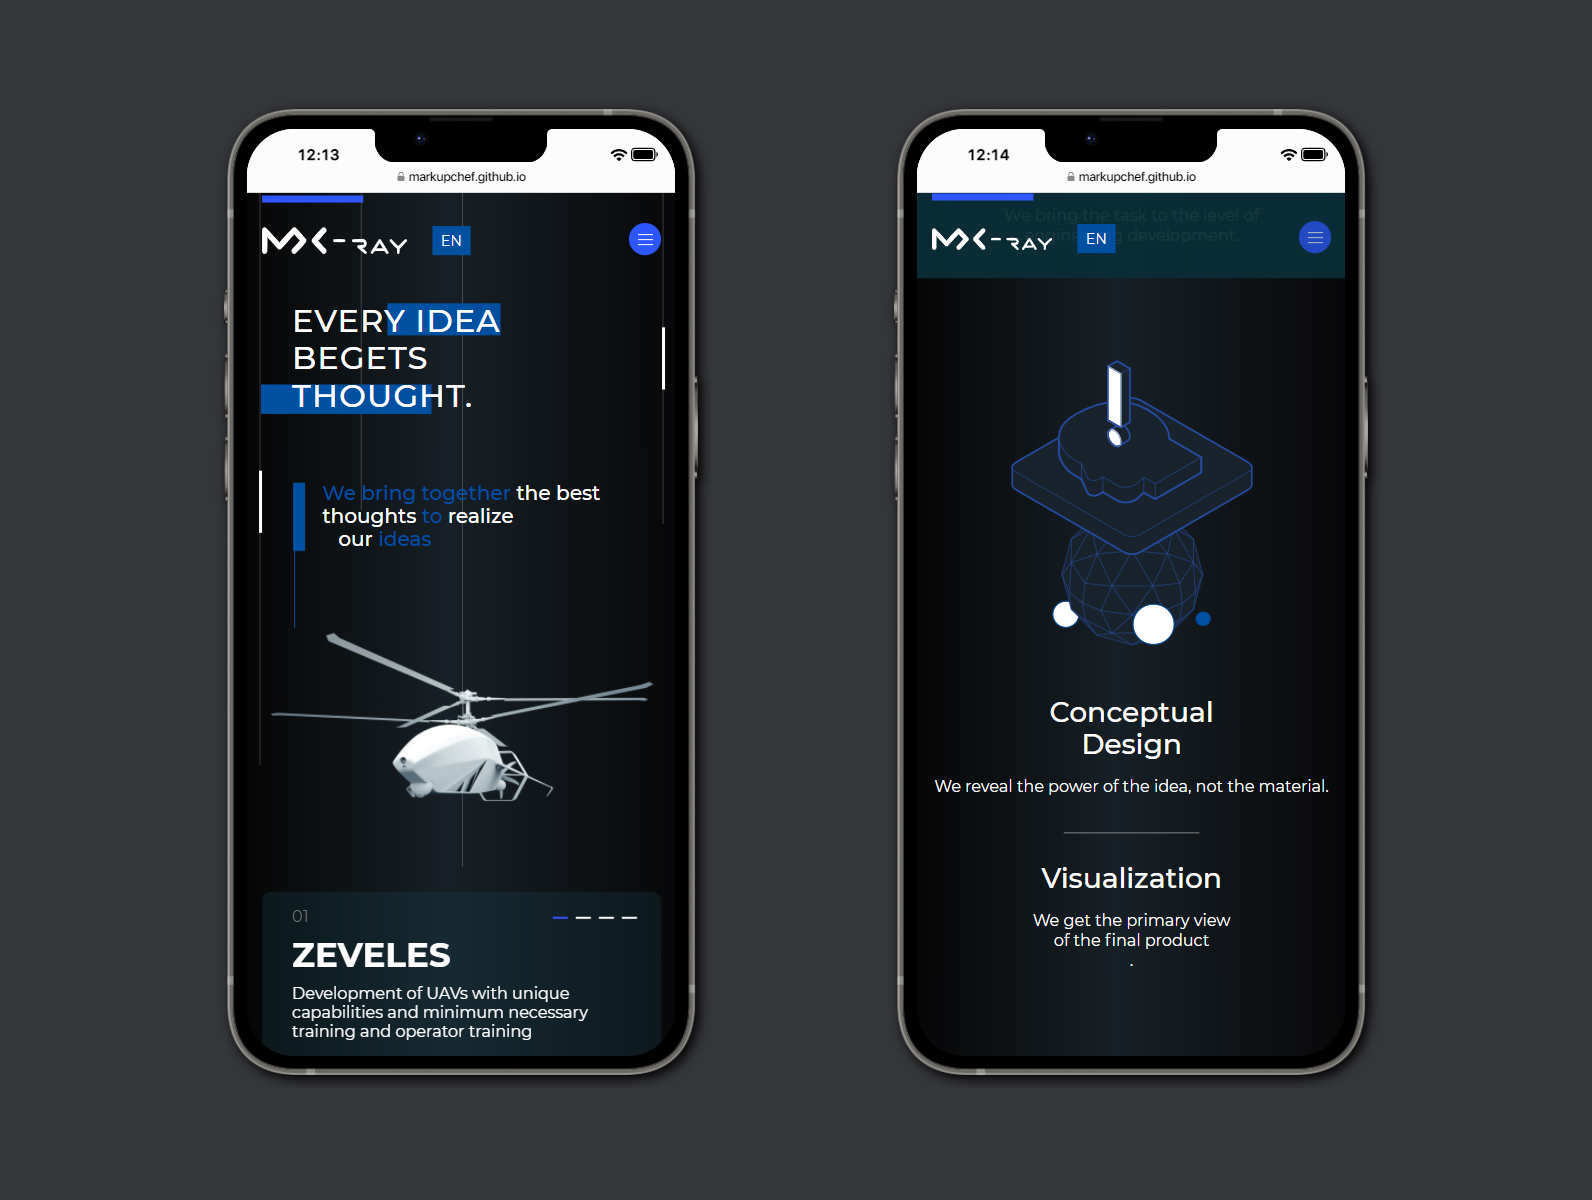 12:13
markupchef.github.io
MX-RAY
EN
EVERY IDEA
BEGETS
THOUGHT.
We bring together the best
thoughts to realize
our ideas
01
ZEVELES
Development of UAVs with unique
capabilities and minimum necessary
training and operator training
12:14
markupchef.github.io
We bring the task to the level of
engineering development.
MX-RAY
EN
!
Conceptual
Design
We reveal the power of the idea, not the material.
Visualization
We get the primary view
of the final product
.